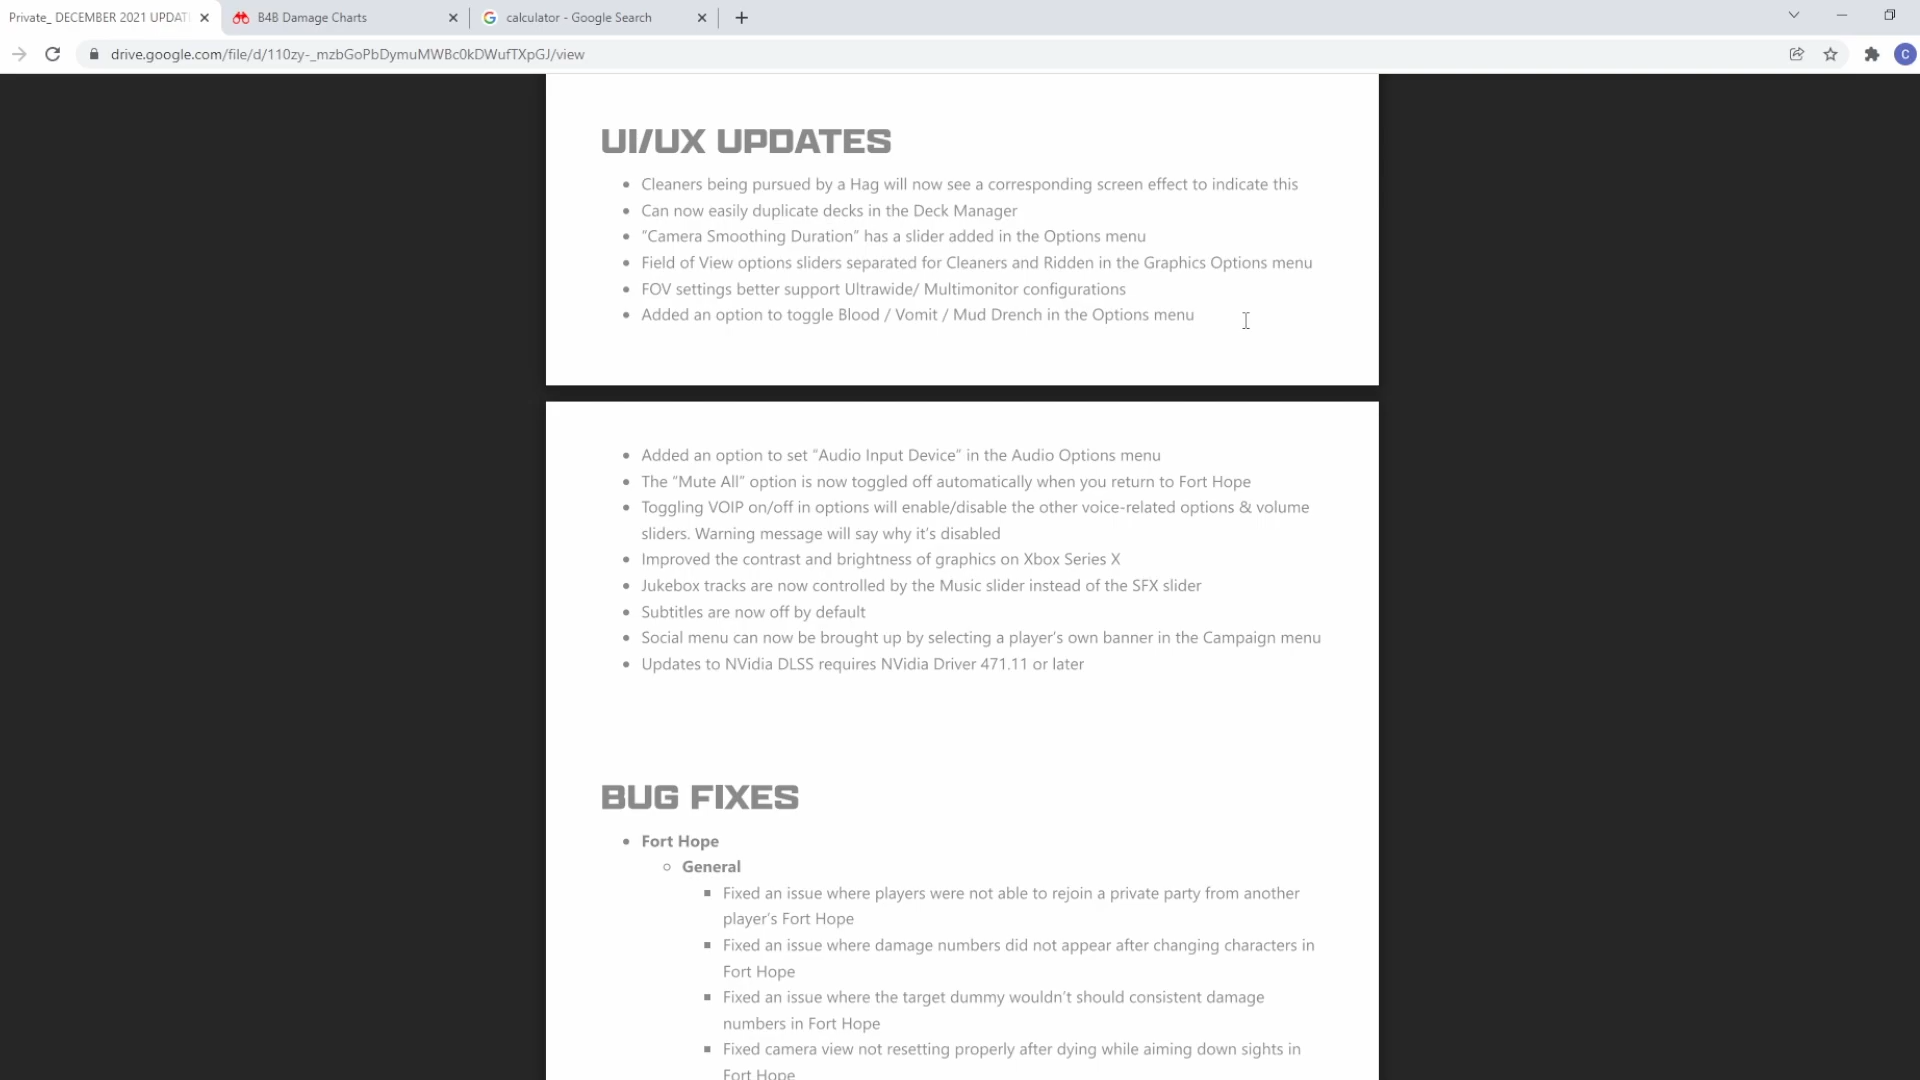 Private_ DECEMBER 2021 UPDAT
B4B Damage Charts
calculator - Google Search
drive.google.com/file/d/110zy-_mzbGoPbDymuMWBc0kDWufTXpGJ/view
C
UI/UX UPDATES
• Cleaners being pursued by a Hag will now see a corresponding screen effect to indicate this
• Can now easily duplicate decks in the Deck Manager
• “Camera Smoothing Duration” has a slider added in the Options menu
• Field of View options sliders separated for Cleaners and Ridden in the Graphics Options menu
• FOV settings better support Ultrawide/ Multimonitor configurations
• Added an option to toggle Blood / Vomit / Mud Drench in the Options menu
• Added an option to set “Audio Input Device” in the Audio Options menu
• The “Mute All” option is now toggled off automatically when you return to Fort Hope
• Toggling VOIP on/off in options will enable/disable the other voice-related options & volume
sliders. Warning message will say why it's disabled
• Improved the contrast and brightness of graphics on Xbox Series X
• Jukebox tracks are now controlled by the Music slider instead of the SFX slider
• Subtitles are now off by default
• Social menu can now be brought up by selecting a player’s own banner in the Campaign menu
• Updates to NVidia DLSS requires NVidia Driver 471.11 or later
BUG FIXES
• Fort Hope
○ General
▪ Fixed an issue where players were not able to rejoin a private party from another
player’s Fort Hope
▪ Fixed an issue where damage numbers did not appear after changing characters in
Fort Hope
▪ Fixed an issue where the target dummy wouldn’t should consistent damage
numbers in Fort Hope
▪ Fixed camera view not resetting properly after dying while aiming down sights in
Fort Hope